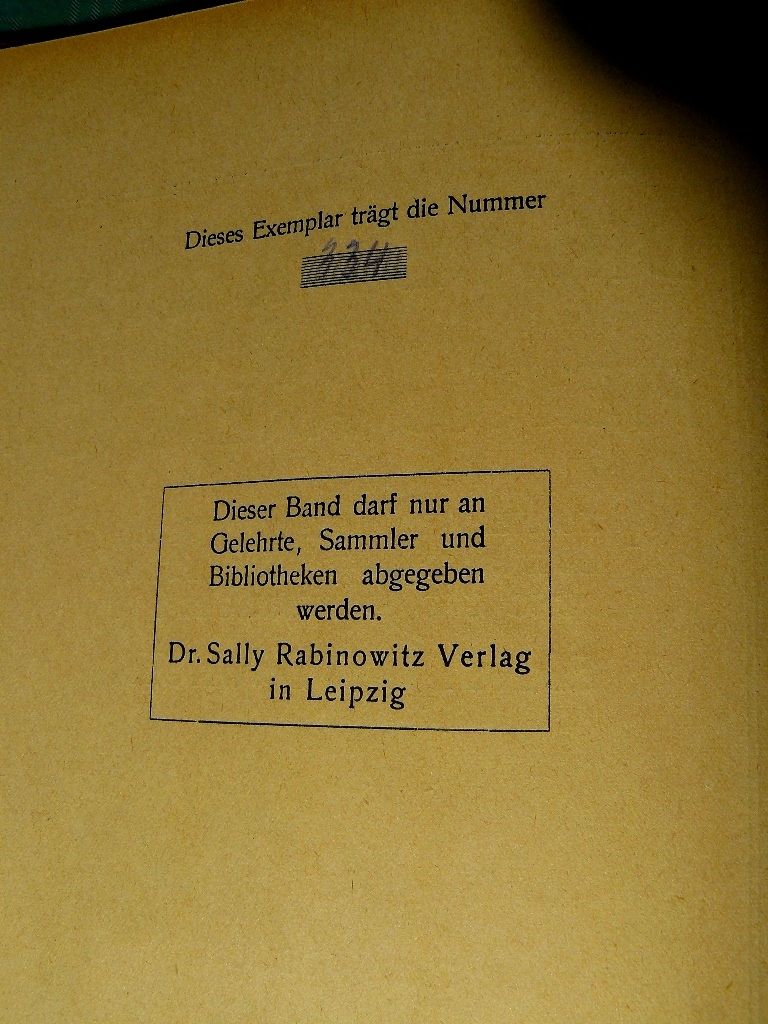 Dieses Exemplar trägt die Nummer
Dieser Band darf nur an
Gelehrte, Sammler und
Bibliotheken abgegeben
werden.
Dr. Sally Rabinowitz Verlag
in Leipzig